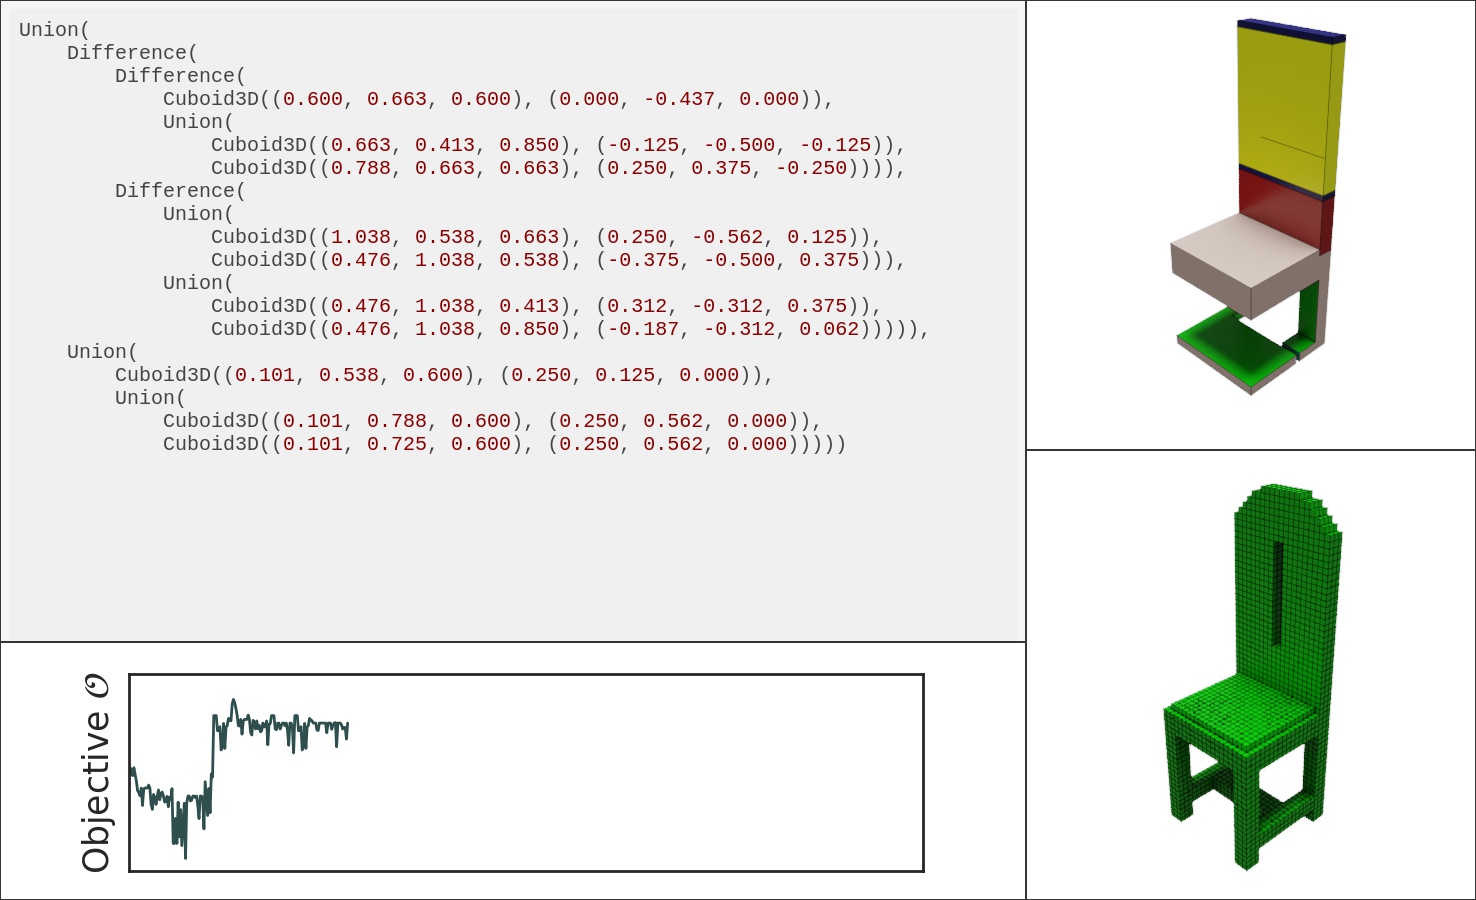 Union(
    Difference(
        Difference(
            Cuboid3D((0.600, 0.663, 0.600), (0.000, -0.437, 0.000)),
            Union(
                Cuboid3D((0.663, 0.413, 0.850), (-0.125, -0.500, -0.125)),
                Cuboid3D((0.788, 0.663, 0.663), (0.250, 0.375, -0.250)))),
        Difference(
            Union(
                Cuboid3D((1.038, 0.538, 0.663), (0.250, -0.562, 0.125)),
                Cuboid3D((0.476, 1.038, 0.538), (-0.375, -0.500, 0.375))),
            Union(
                Cuboid3D((0.476, 1.038, 0.413), (0.312, -0.312, 0.375)),
                Cuboid3D((0.476, 1.038, 0.850), (-0.187, -0.312, 0.062))))),
    Union(
        Cuboid3D((0.101, 0.538, 0.600), (0.250, 0.125, 0.000)),
        Union(
            Cuboid3D((0.101, 0.788, 0.600), (0.250, 0.562, 0.000)),
            Cuboid3D((0.101, 0.725, 0.600), (0.250, 0.562, 0.000)))))
Objective 𝒪